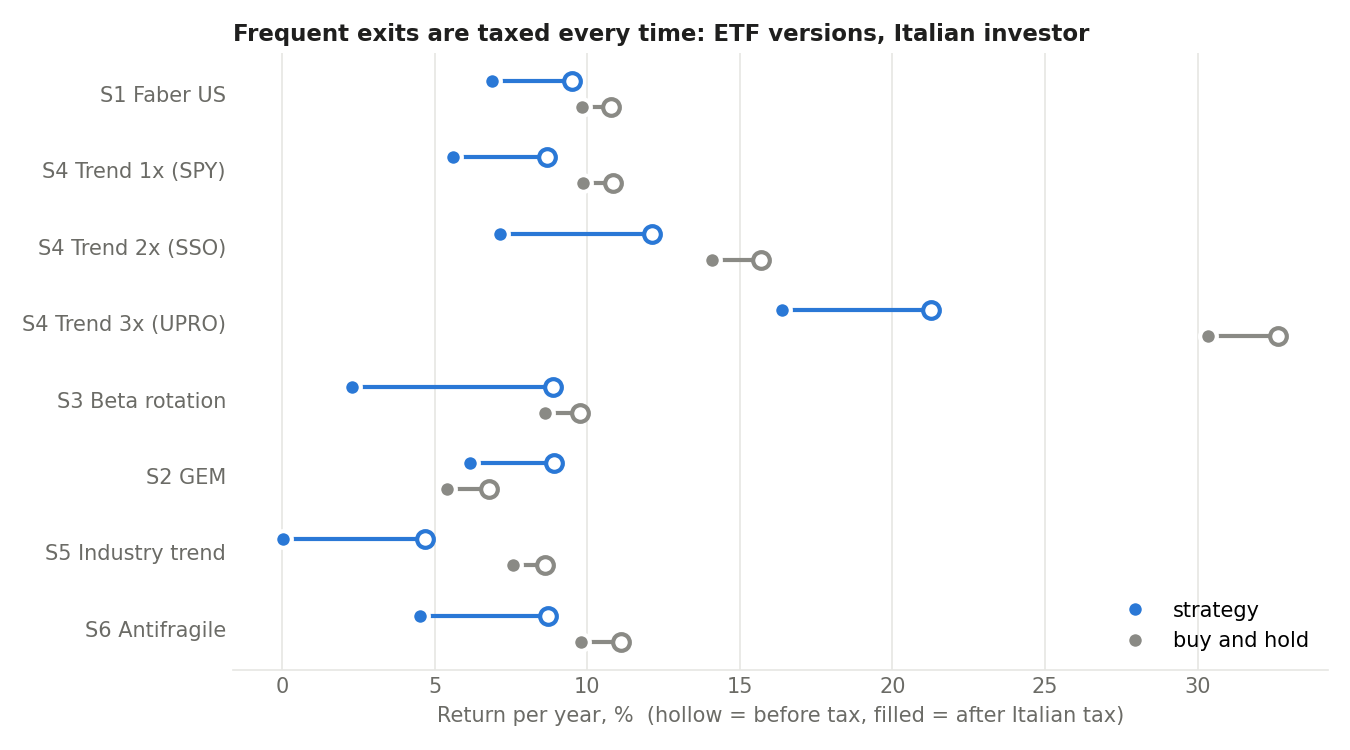 Frequent exits are taxed every time: ETF versions, Italian investor
S1 Faber US
S4 Trend 1x (SPY)
S4 Trend 2x (SSO)
S4 Trend 3x (UPRO)
S3 Beta rotation
S2 GEM
S5 Industry trend
S6 Antifragile
strategy
buy and hold
0 5 10 15 20 25 30
Return per year, % (hollow = before tax, filled = after Italian tax)